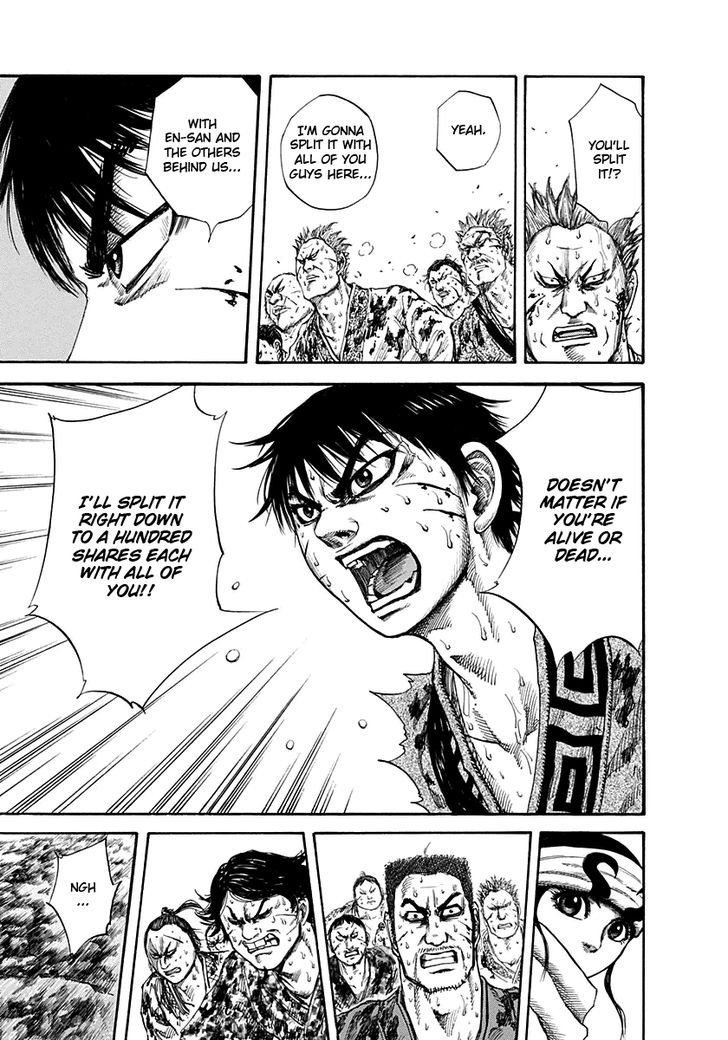 YOU'LL
SPLIT
IT!?
YEAH.
I'M GONNA
SPLIT IT WITH
ALL OF YOU
GUYS HERE...
WITH
EN-SAN AND
THE OTHERS
BEHIND US...
DOESN'T
MATTER IF
YOU'RE
ALIVE OR
DEAD...
I'LL SPLIT IT
RIGHT DOWN
TO A HUNDRED
SHARES EACH
WITH ALL OF
YOU!!
NGH
...